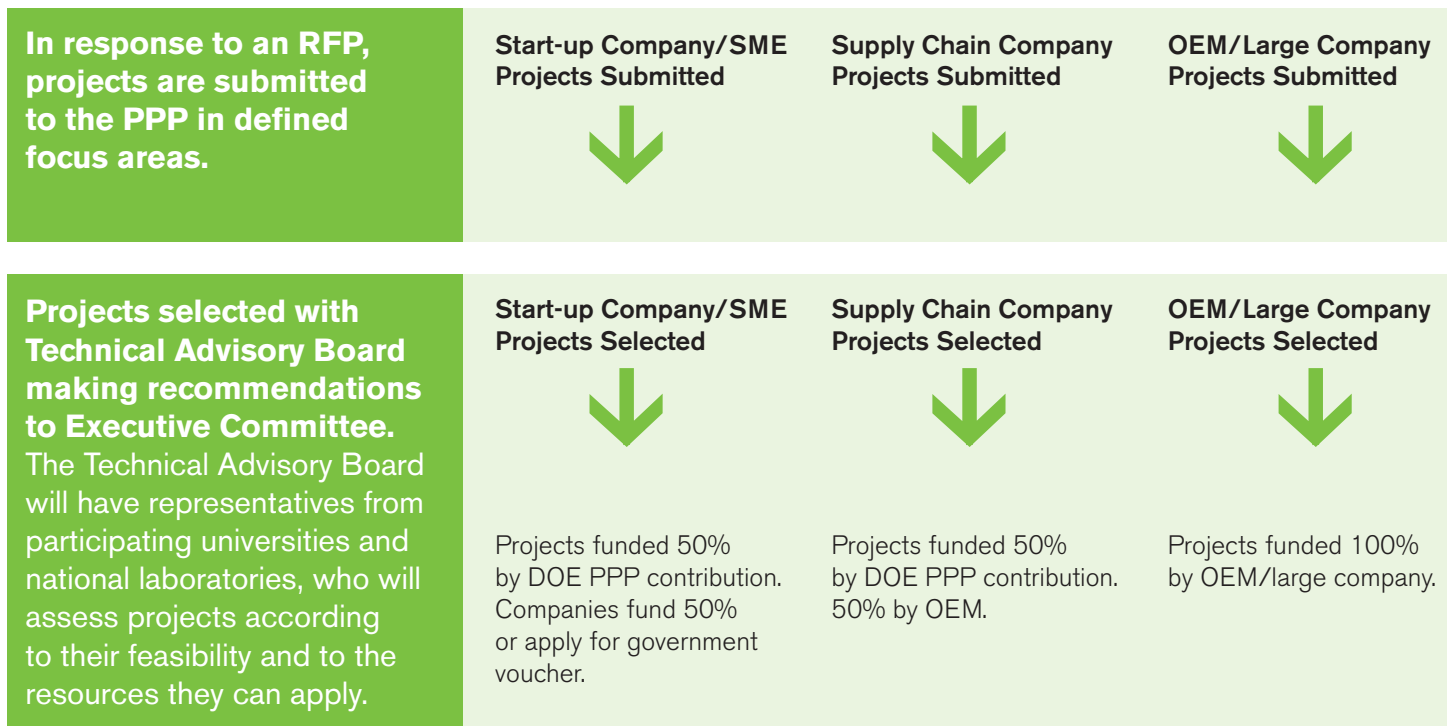 In response to an RFP,
projects are submitted
to the PPP in defined
focus areas.
Start-up Company/SME
Projects Submitted
Supply Chain Company
Projects Submitted
OEM/Large Company
Projects Submitted
Projects selected with
Technical Advisory Board
making recommendations
to Executive Committee.
The Technical Advisory Board
will have representatives from
participating universities and
national laboratories, who will
assess projects according
to their feasibility and to the
resources they can apply.
Start-up Company/SME
Projects Selected
Projects funded 50%
by DOE PPP contribution.
Companies fund 50%
or apply for government
voucher.
Supply Chain Company
Projects Selected
Projects funded 50%
by DOE PPP contribution.
50% by OEM.
OEM/Large Company
Projects Selected
Projects funded 100%
by OEM/large company.